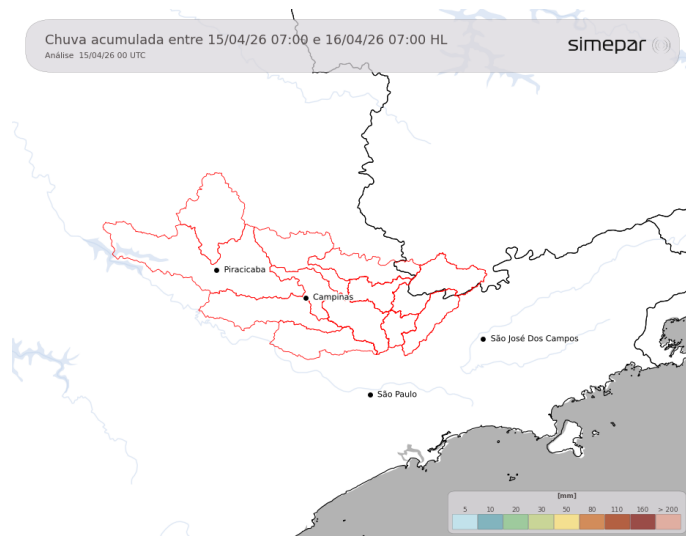 Chuva acumulada entre 15/04/26 07:00 e 16/04/26 07:00 HL
Análise 15/04/26 00 UTC
simepar
Piracicaba
Campinas
São José Dos Campos
São Paulo
[mm]
5 10 20 30 50 80 110 160 > 200